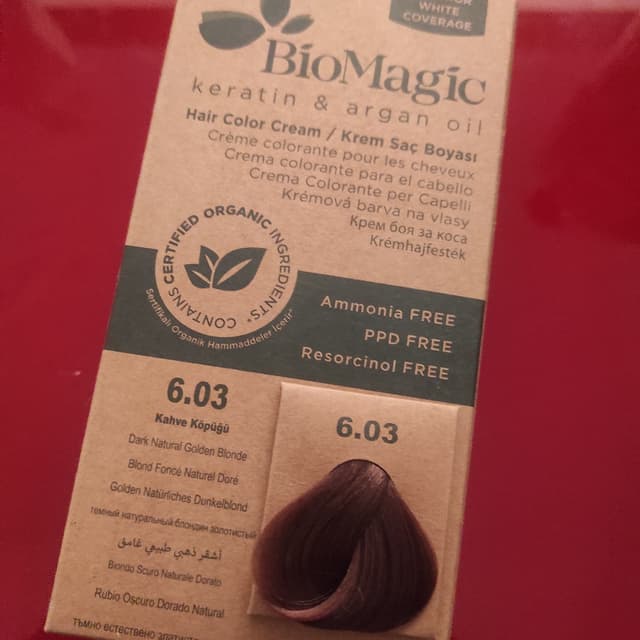 WHITE
COVERAGE
BioMagic
keratin & argan oil
Hair Color Cream / Krem Saç Boyası
Crème colorante pour les cheveux
Crema colorante para el cabello
Crema Colorante per Capelli
Krémová barva na vlasy
Крем боя за коса
Krémhajfesték
CONTAINS CERTIFIED ORGANIC INGREDIENTS*
Sertifikalı Organik Hammaddeler İçerir*
Ammonia FREE
PPD FREE
Resorcinol FREE
6.03
Kahve Köpüğü
Dark Natural Golden Blonde
Blond Foncé Naturel Doré
Golden Natürliches Dunkelblond
темный натуральный блондин золотистый
أشقر ذهبي طبيعي غامق
Biondo Scuro Naturale Dorato
Rubio Oscuro Dorado Natural
тъмно естествено
6.03